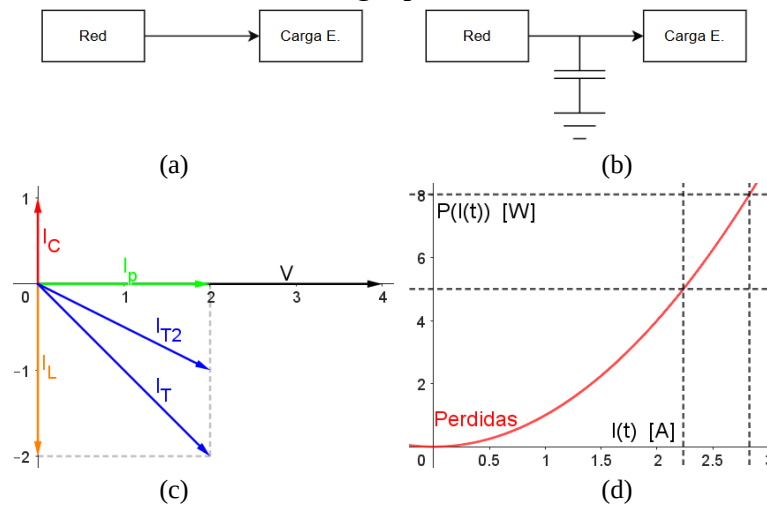 Red
Carga E.
Red
Carga E.
(a)
(b)
1
I_C
I_p
V
0
1
2
3
4
I_T2
I_L
-1
I_T
-2
(c)
8
P(I(t)) [W]
6
4
2
Perdidas
I(t) [A]
0
0.5
1
1.5
2
2.5
(d)